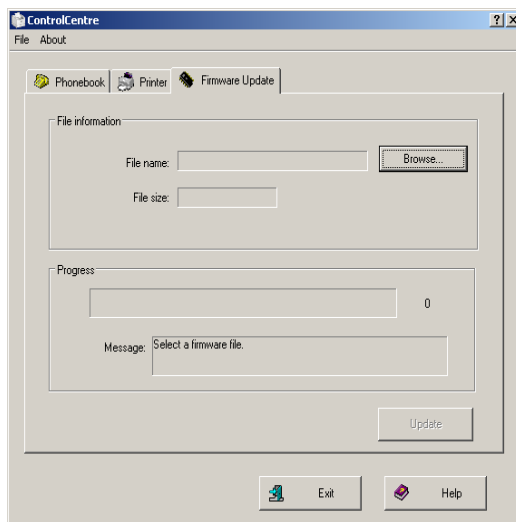 ControlCentre
File About
Phonebook Printer Firmware Update
File information
File name: Browse...
File size:
Progress
0
Message: Select a firmware file.
Update
Exit Help